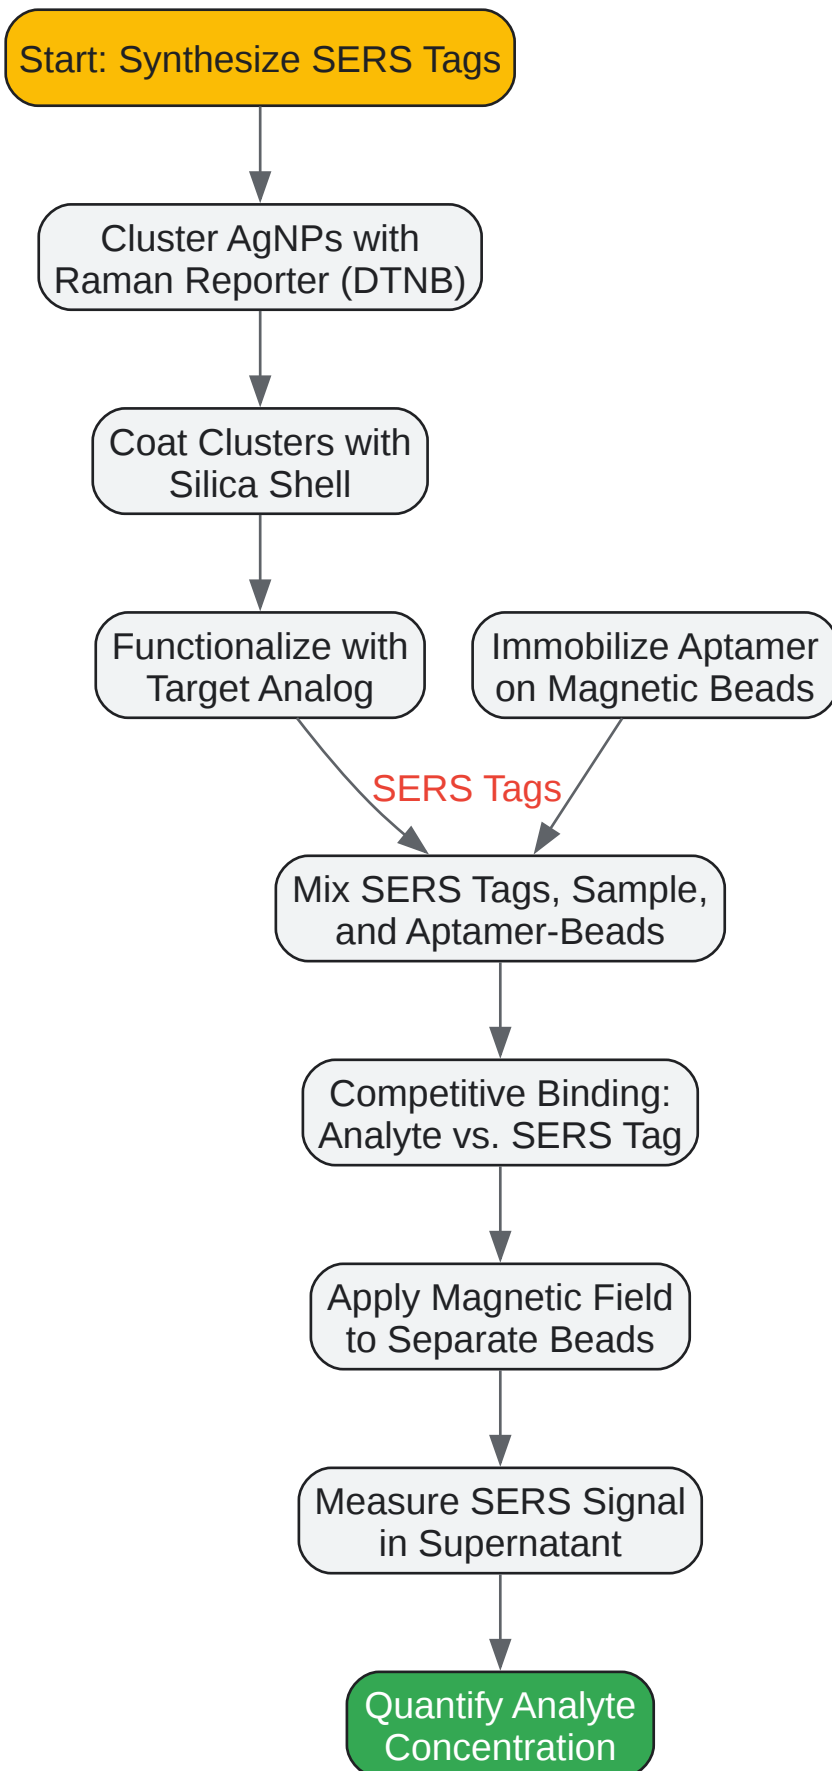 Start: Synthesize SERS Tags
Cluster AgNPs with
Raman Reporter (DTNB)
Coat Clusters with
Silica Shell
Functionalize with
Target Analog
Immobilize Aptamer
on Magnetic Beads
SERS Tags
Mix SERS Tags, Sample,
and Aptamer-Beads
Competitive Binding:
Analyte vs. SERS Tag
Apply Magnetic Field
to Separate Beads
Measure SERS Signal
in Supernatant
Quantify Analyte
Concentration